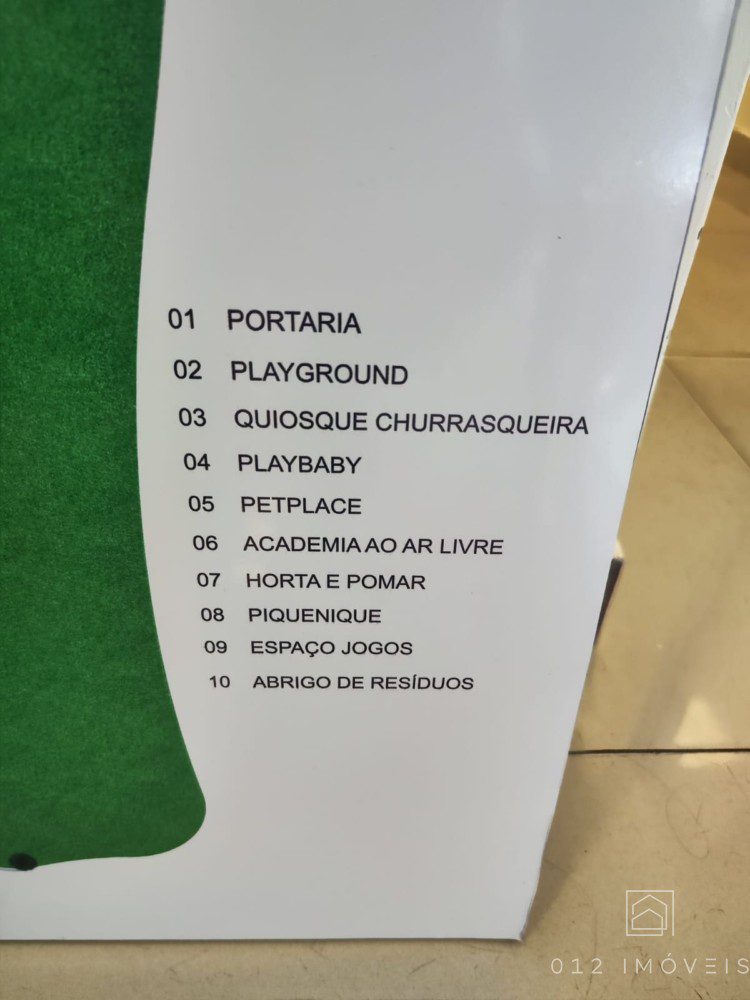 01 PORTARIA
02 PLAYGROUND
03 QUIOSQUE CHURRASQUEIRA
04 PLAYBABY
05 PETPLACE
06 ACADEMIA AO AR LIVRE
07 HORTA E POMAR
08 PIQUENIQUE
09 ESPAÇO JOGOS
10 ABRIGO DE RESÍDUOS
012 IMÓVEIS